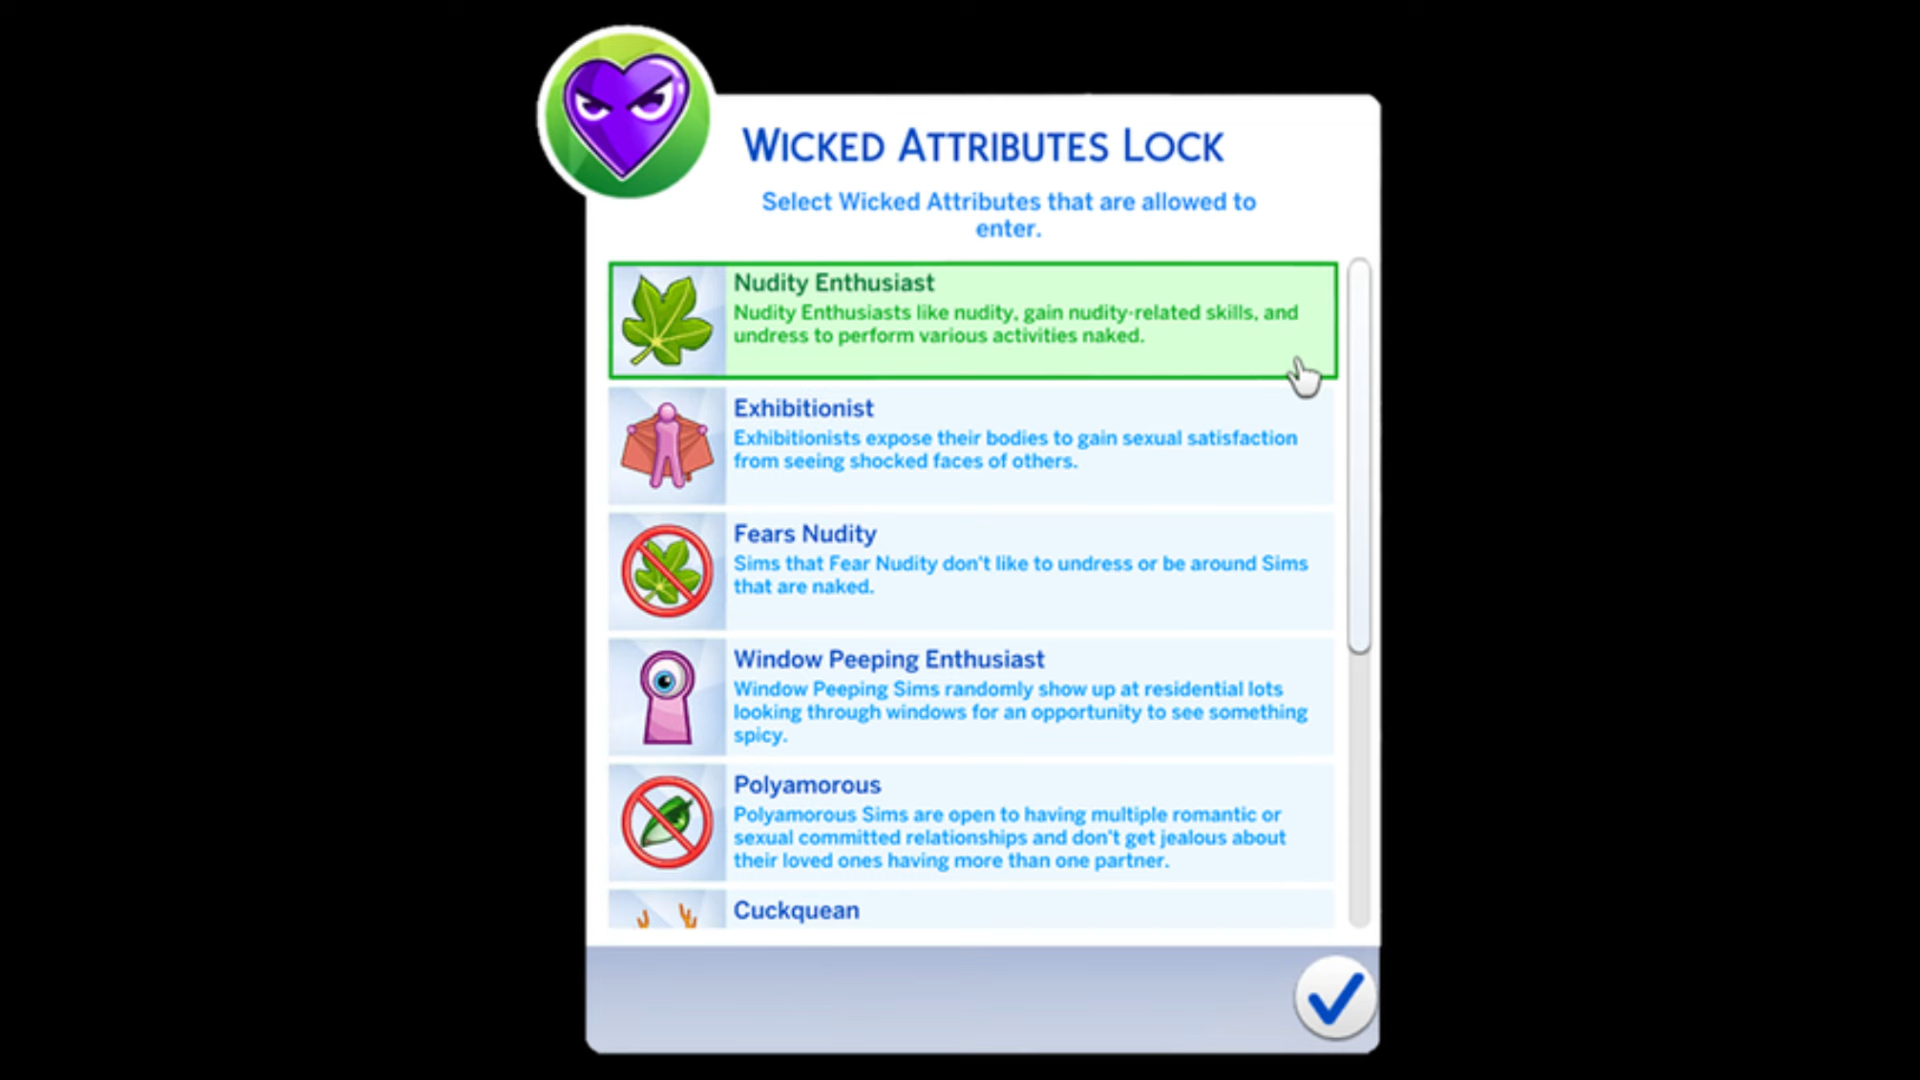 WICKED ATTRIBUTES LOCK
Select Wicked Attributes that are allowed to
enter.
Nudity Enthusiast
Nudity Enthusiasts like nudity, gain nudity-related skills, and
undress to perform various activities naked.
Exhibitionist
Exhibitionists expose their bodies to gain sexual satisfaction
from seeing shocked faces of others.
Fears Nudity
Sims that Fear Nudity don't like to undress or be around Sims
that are naked.
Window Peeping Enthusiast
Window Peeping Sims randomly show up at residential lots
looking through windows for an opportunity to see something
spicy.
Polyamorous
Polyamorous Sims are open to having multiple romantic or
sexual committed relationships and don't get jealous about
their loved ones having more than one partner.
Cuckquean